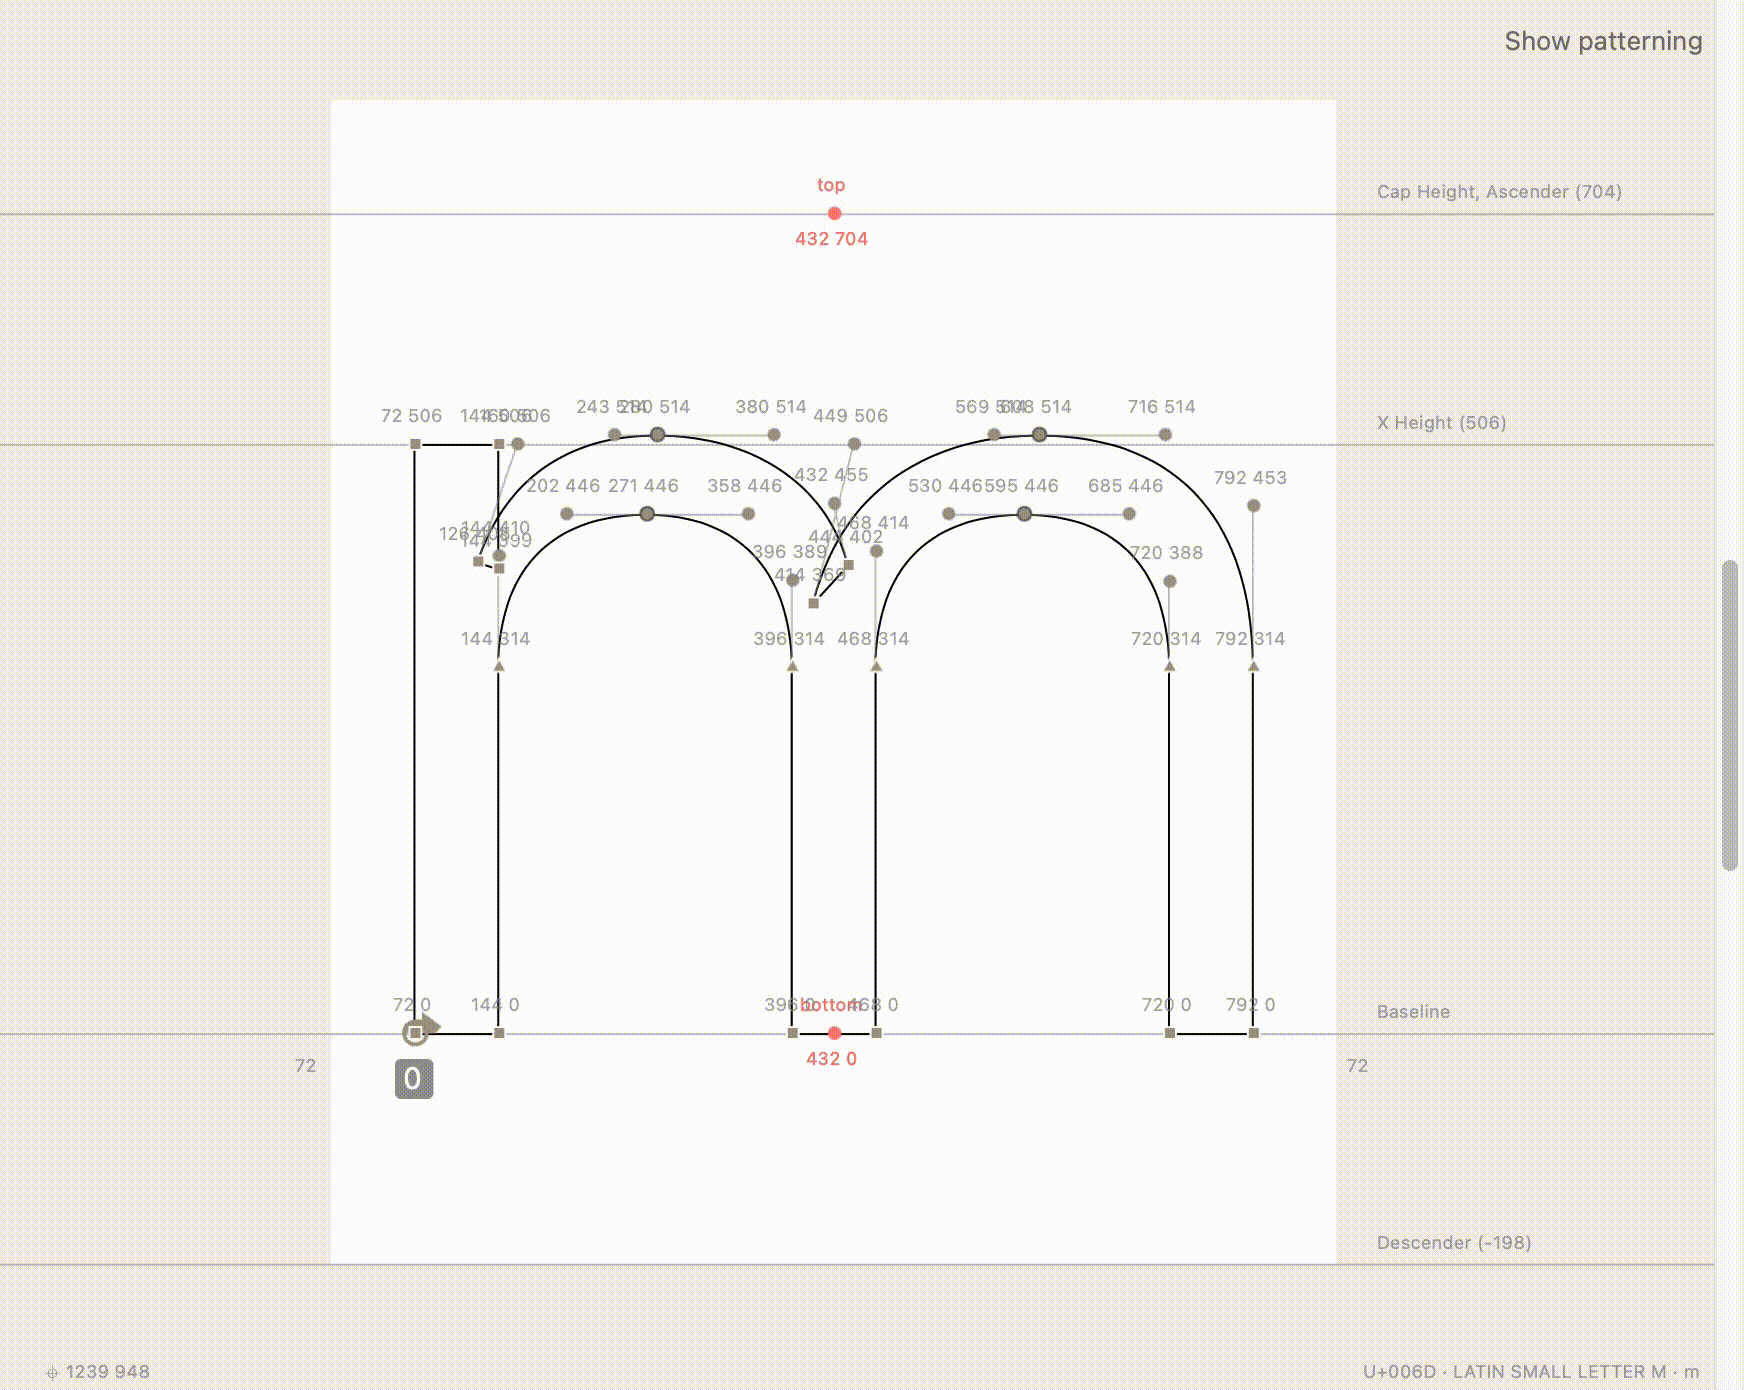 Show patterning
top
Cap Height, Ascender (704)
432 704
243 514 280 514 380 514 569 514 608 514 716 514
72 506 144 506 160 506 449 506
X Height (506)
432 455 792 453
202 446 271 446 358 446 530 446 595 446 685 446
468 414
144 410
126 408 444 402
144 399
396 389 720 388
414 369
144 314 396 314 468 314 720 314 792 314
72 0 144 0 396 0 bottom 468 0 720 0 792 0
Baseline
432 0
72 72
0
Descender (-198)
1239 948
U+006D · LATIN SMALL LETTER M · m